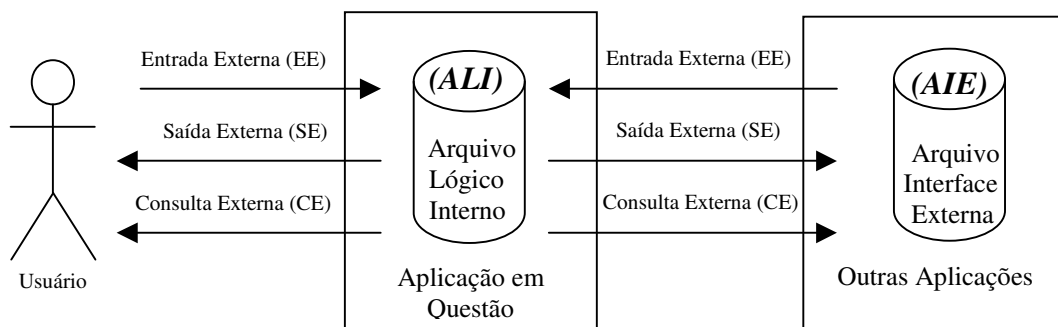 Entrada Externa (EE)
Saída Externa (SE)
Consulta Externa (CE)
Usuário
(ALI)
Arquivo
Lógico
Interno
Aplicação em
Questão
Entrada Externa (EE)
Saída Externa (SE)
Consulta Externa (CE)
(AIE)
Arquivo
Interface
Externa
Outras Aplicações